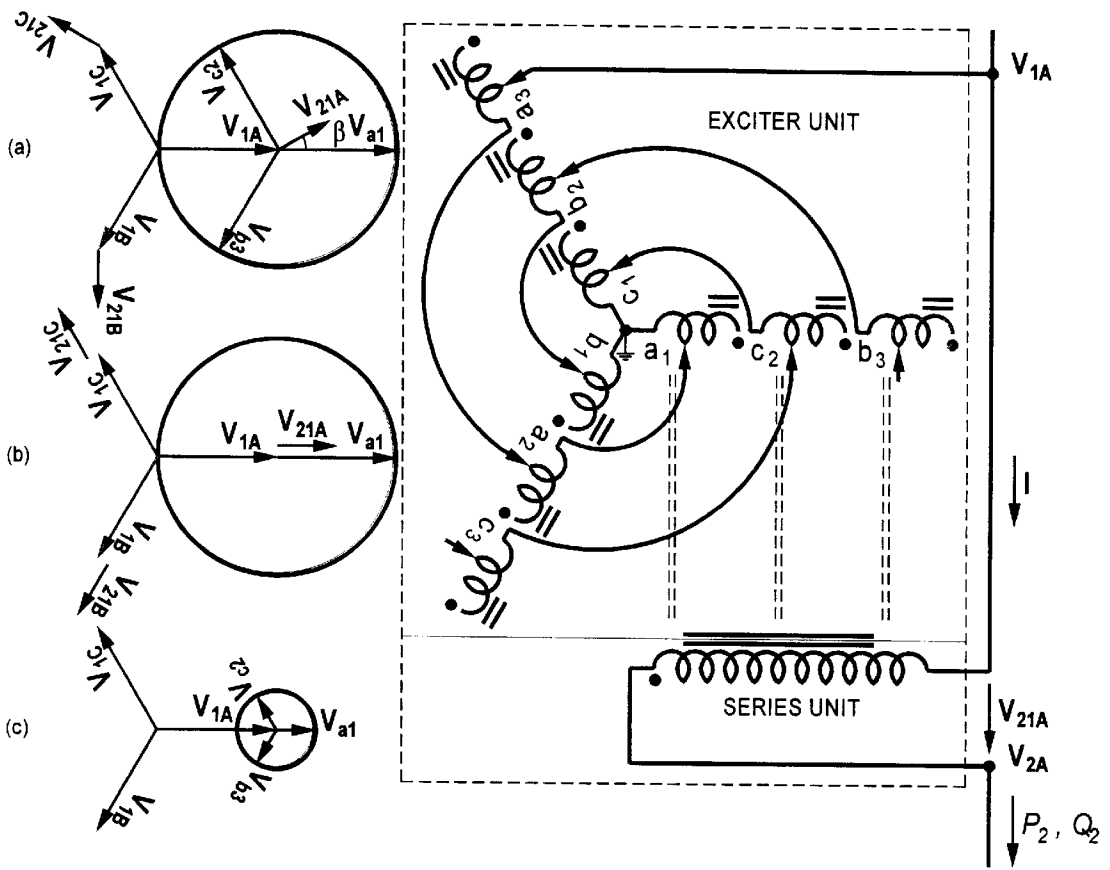 (a)
V21C
V1C
Vc2
V1A
V21A
β
Va1
V1B
Vb3
V21B
(b)
V21C
V1C
V1A
V21A
Va1
V1B
V21B
(c)
V1C
Vc2
V1A
Va1
Vb3
V1B
EXCITER UNIT
V1A
a3
b2
c1
b1
a1
c2
b3
a2
c3
I
SERIES UNIT
V21A
V2A
P2 , Q2